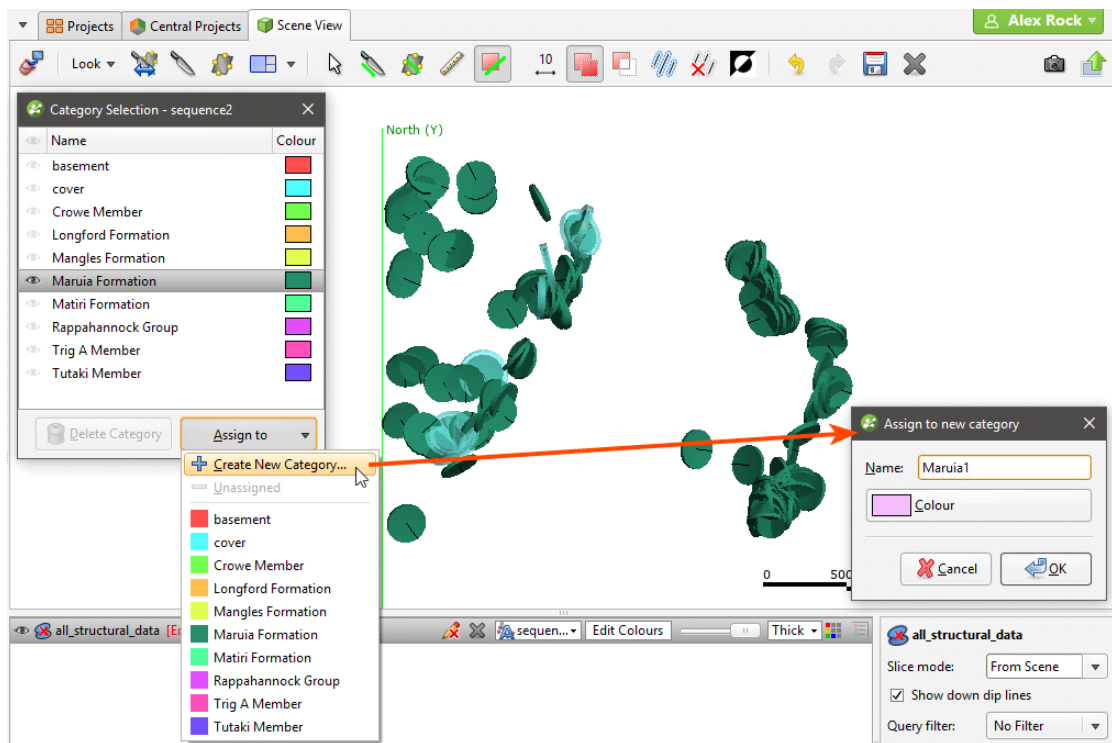 Projects
Central Projects
Scene View
Alex Rock
Look
10
Category Selection - sequence2
Name Colour
basement
cover
Crowe Member
Longford Formation
Mangles Formation
Maruia Formation
Matiri Formation
Rappahannock Group
Trig A Member
Tutaki Member
Delete Category
Assign to
Create New Category...
Unassigned
basement
cover
Crowe Member
Longford Formation
Mangles Formation
Maruia Formation
Matiri Formation
Rappahannock Group
Trig A Member
Tutaki Member
North (Y)
0 500
Assign to new category
Name: Maruia1
Colour
Cancel OK
all_structural_data [Ed
sequen...
Edit Colours
Thick
all_structural_data
Slice mode: From Scene
Show down dip lines
Query filter: No Filter